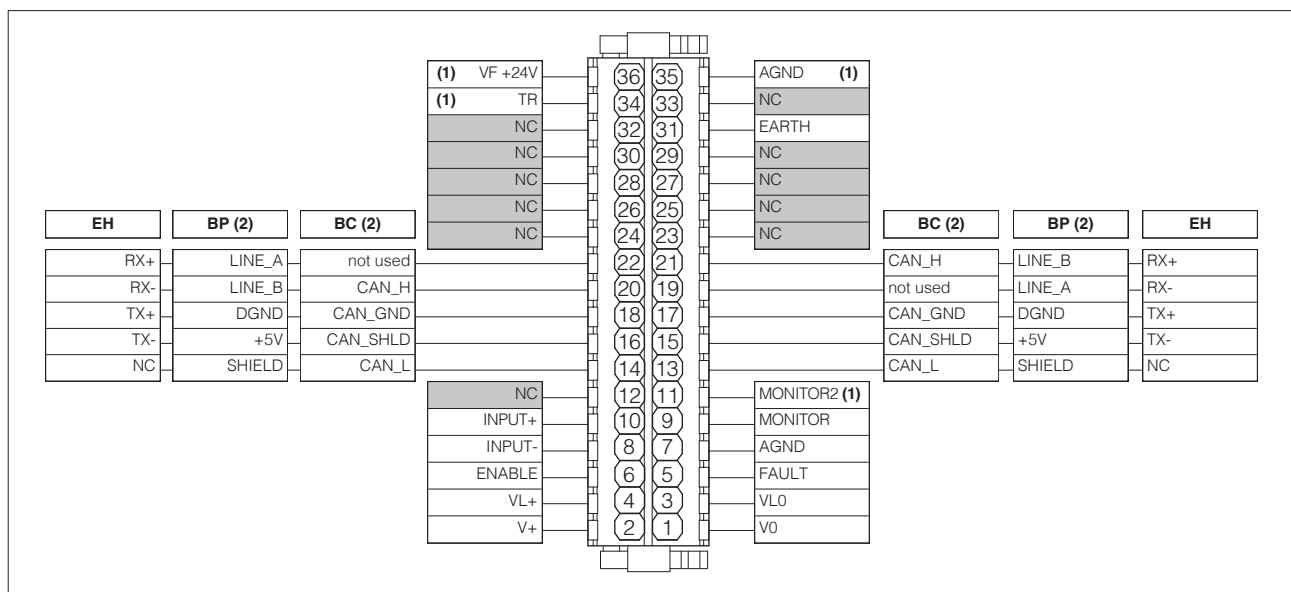 (1) VF +24V 36 35 AGND (1)
(1) TR 34 33 NC
NC 32 31 EARTH
NC 30 29 NC
NC 28 27 NC
NC 26 25 NC
NC 24 23 NC
EH BP (2) BC (2) BC (2) BP (2) EH
RX+ LINE_A not used 22 21 CAN_H LINE_B RX+
RX- LINE_B CAN_H 20 19 not used LINE_A RX-
TX+ DGND CAN_GND 18 17 CAN_GND DGND TX+
TX- +5V CAN_SHLD 16 15 CAN_SHLD +5V TX-
NC SHIELD CAN_L 14 13 CAN_L SHIELD NC
NC 12 11 MONITOR2 (1)
INPUT+ 10 9 MONITOR
INPUT- 8 7 AGND
ENABLE 6 5 FAULT
VL+ 4 3 VL0
V+ 2 1 V0